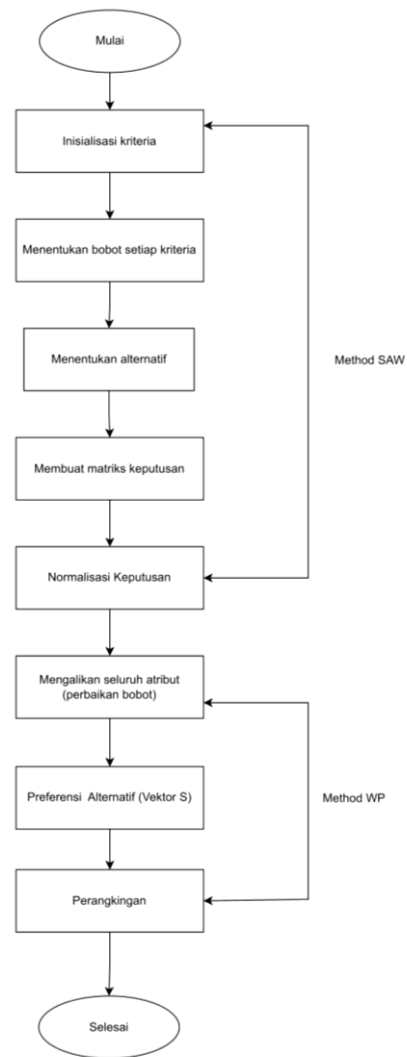 Mulai
Inisialisasi kriteria
Menentukan bobot setiap kriteria
Menentukan alternatif
Method SAW
Membuat matriks keputusan
Normalisasi Keputusan
Mengalikan seluruh atribut
(perbaikan bobot)
Preferensi Alternatif (Vektor S)
Method WP
Perangkingan
Selesai